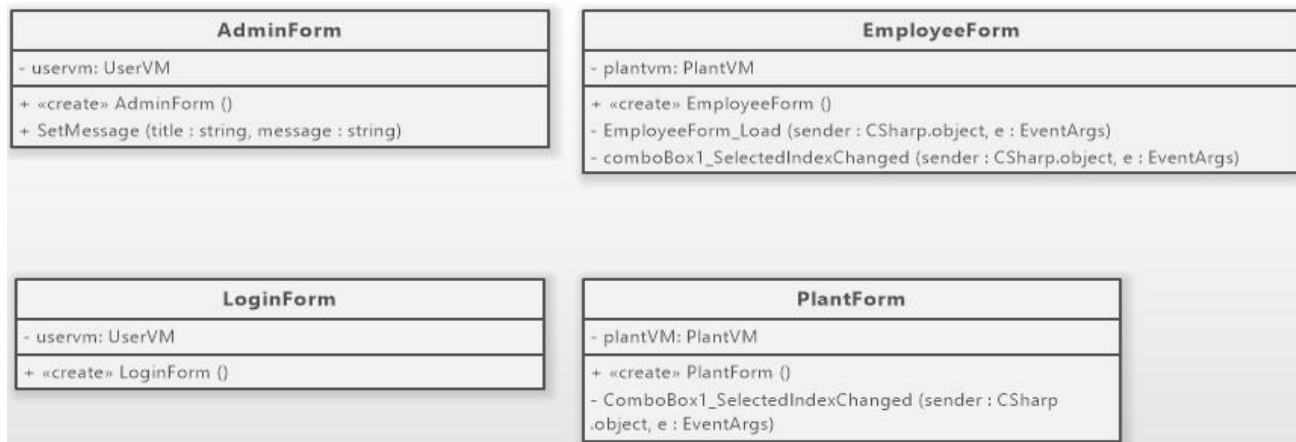 AdminForm
- uservm: UserVM
+ «create» AdminForm ()
+ SetMessage (title : string, message : string)
EmployeeForm
- plantvm: PlantVM
+ «create» EmployeeForm ()
- EmployeeForm_Load (sender : CSharp.object, e : EventArgs)
- comboBox1_SelectedIndexChanged (sender : CSharp.object, e : EventArgs)
LoginForm
- uservm: UserVM
+ «create» LoginForm ()
PlantForm
- plantVM: PlantVM
+ «create» PlantForm ()
- ComboBox1_SelectedIndexChanged (sender : CSharp
.object, e : EventArgs)